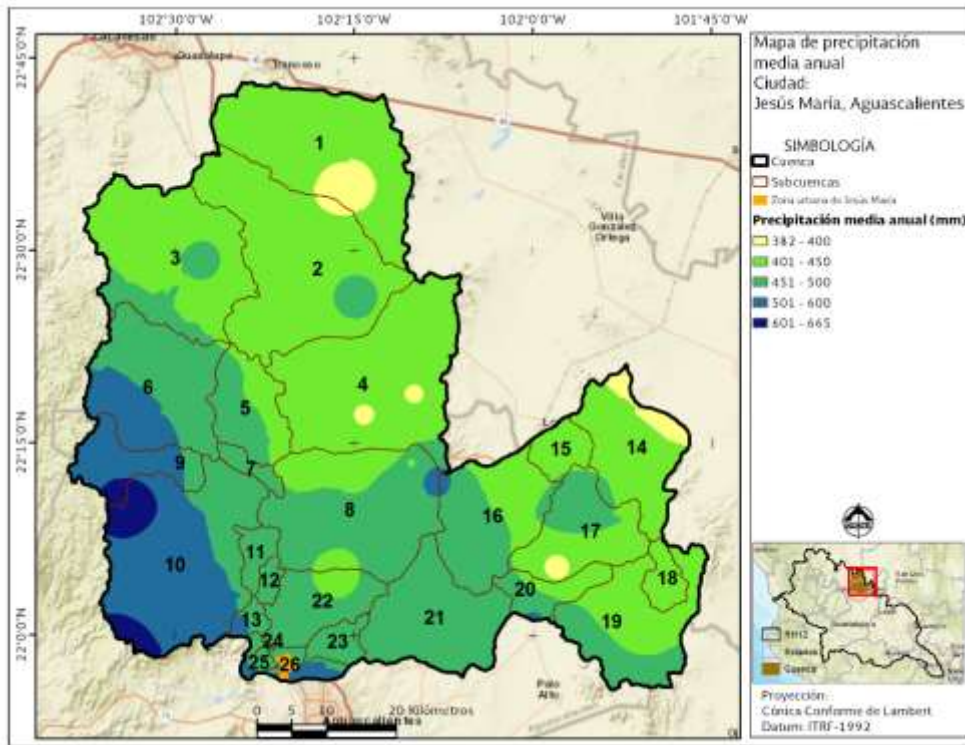 102°30'0"W
102°15'0"W
102°0'0"W
101°45'0"W
22°45'0"N
22°30'0"N
22°15'0"N
22°0'0"N
Guadalupe
Trancoso
Villa
González
Ortega
Palo
Alto
1
2
3
4
5
6
7
8
9
10
11
12
13
14
15
16
17
18
19
20
21
22
23
24
25
26
0
5
10
20 Kilómetros
Mapa de precipitación
media anual
Ciudad:
Jesús María, Aguascalientes
SIMBOLOGÍA
Cuenca
Subcuencas
Zona urbana de Jesús María
Precipitación media anual (mm)
382 - 400
401 - 450
451 - 500
501 - 600
601 - 665
Cuenca
Proyección:
Cónica Conforme de Lambert
Datum: ITRF-1992